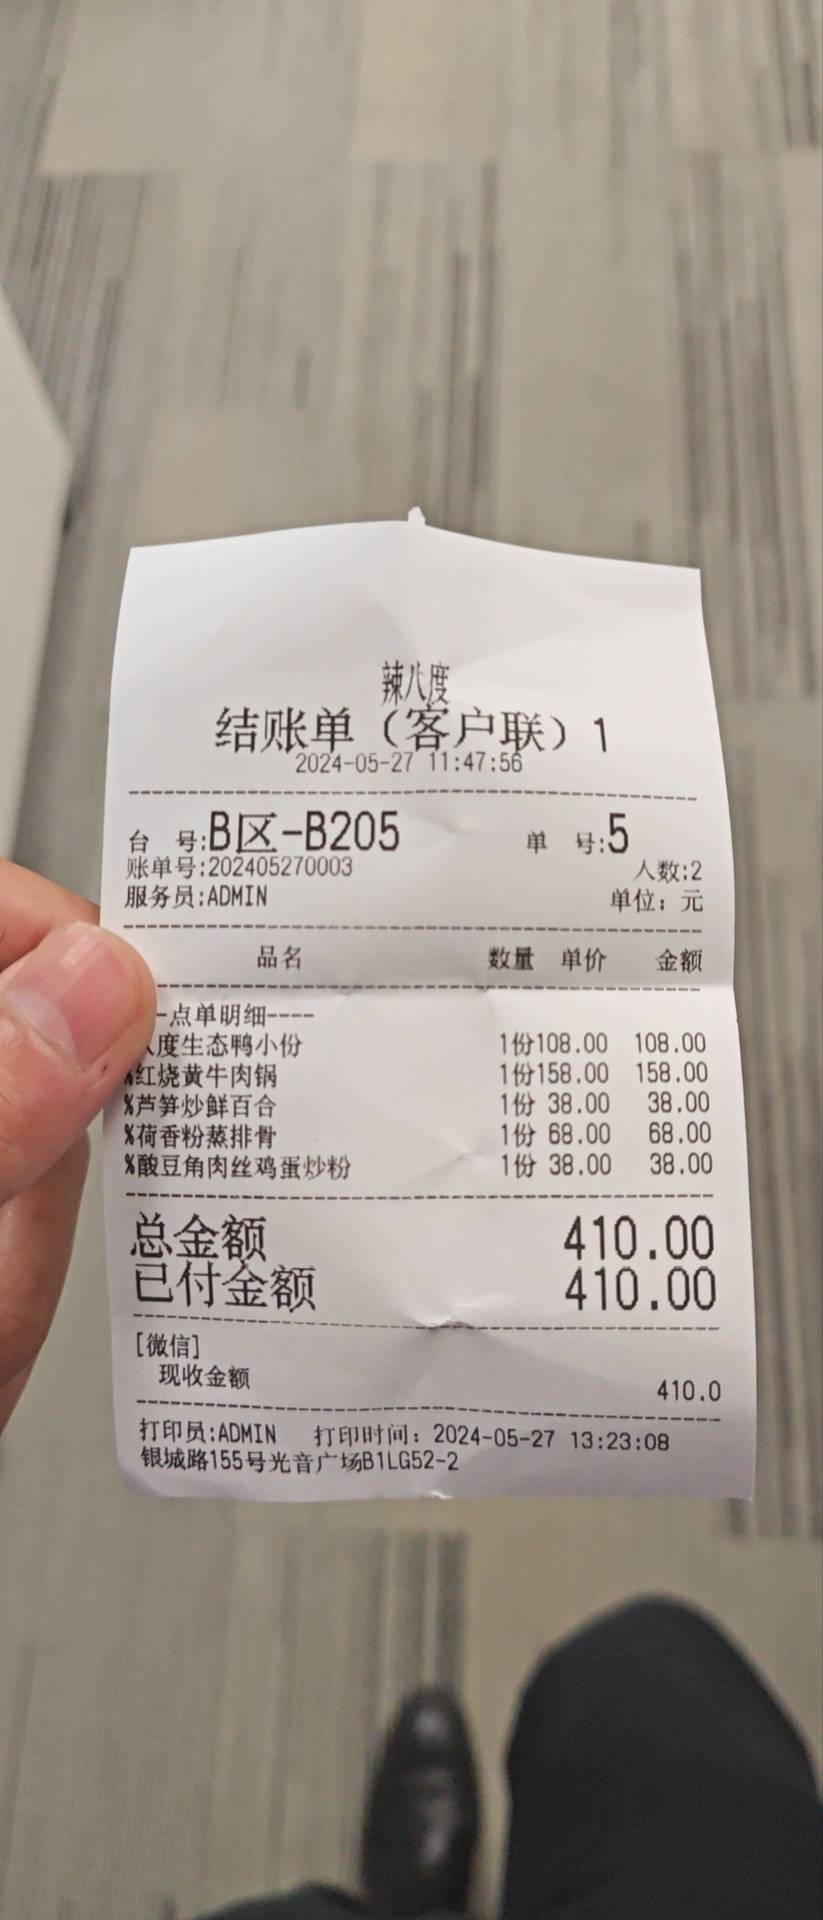 辣八度
结账单（客户联）1
2024-05-27 11:47:56
台 号:B区-B205 单 号:5
账单号:202405270003 人数:2
服务员:ADMIN 单位：元
品名 数量 单价 金额
-点单明细----
八度生态鸭小份 1份108.00 108.00
%红烧黄牛肉锅 1份158.00 158.00
%芦笋炒鲜百合 1份 38.00 38.00
%荷香粉蒸排骨 1份 68.00 68.00
%酸豆角肉丝鸡蛋炒粉 1份 38.00 38.00
总金额 410.00
已付金额 410.00
[微信]
现收金额 410.0
打印员:ADMIN 打印时间：2024-05-27 13:23:08
银城路155号光音广场B1LG52-2